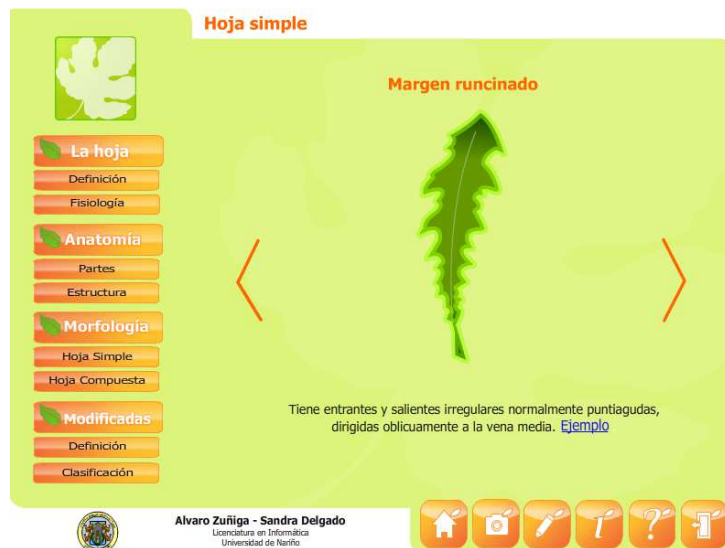 Hoja simple
Margen runcinado
La hoja
Definición
Fisiología
Anatomía
Partes
Estructura
Morfología
Hoja Simple
Hoja Compuesta
Modificadas
Definición
Clasificación
Tiene entrantes y salientes irregulares normalmente puntiagudas,
dirigidas oblicuamente a la vena media. Ejemplo
Alvaro Zuñiga - Sandra Delgado
Licenciatura en Informática
Universidad de Nariño